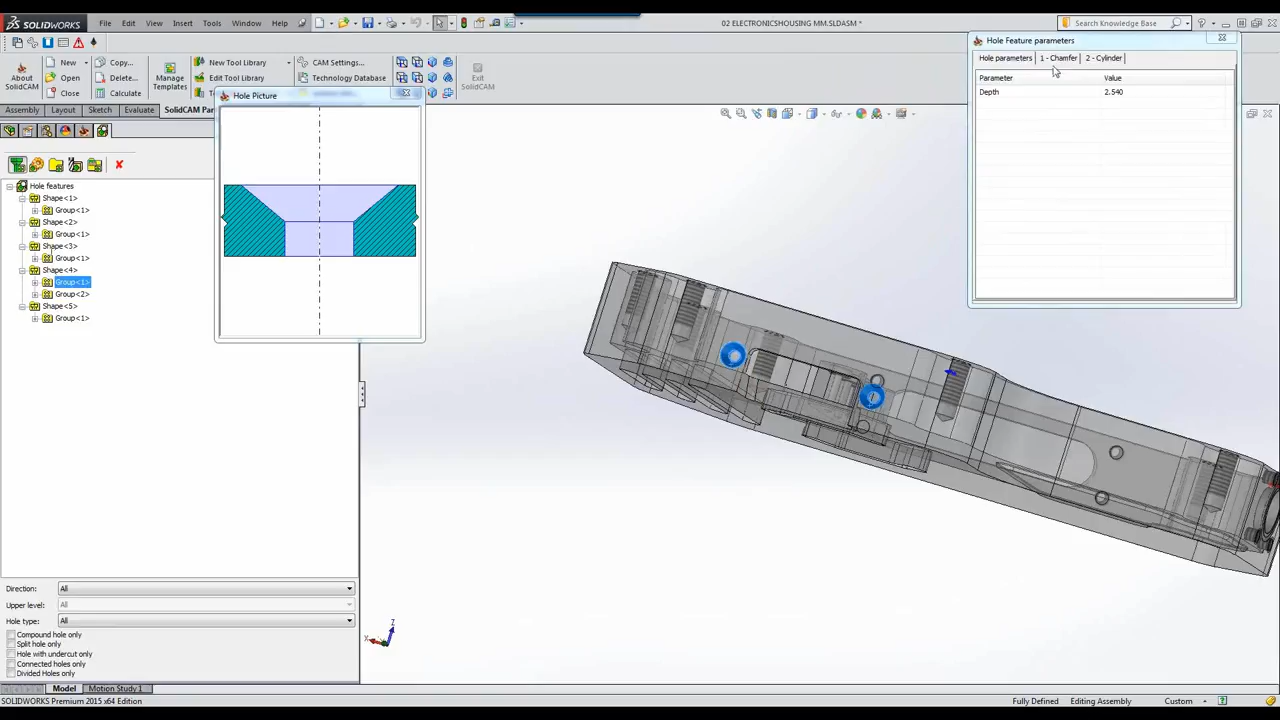 SOLIDWORKS File Edit View Insert Tools Window Help 02 ELECTRONICSHOUSING MM.SLDASM * Search Knowledge Base
About SolidCAM
New
Open
Close
Copy...
Delete...
Calculate
Manage Templates
New Tool Library
Edit Tool Library
CAM Settings...
Technology Database
Exit SolidCAM
Assembly Layout Sketch Evaluate SolidCAM Par
Hole Picture
Hole Feature parameters
Hole parameters 1 - Chamfer 2 - Cylinder
Parameter Value
Depth 2.540
Hole features
Shape<1>
Group<1>
Shape<2>
Group<1>
Shape<3>
Group<1>
Shape<4>
Group<1>
Group<2>
Shape<5>
Group<1>
Direction: All
Upper level: All
Hole type: All
Compound hole only
Split hole only
Hole with undercut only
Connected holes only
Divided Holes only
X Z
Model Motion Study 1
SOLIDWORKS Premium 2015 x64 Edition Fully Defined Editing Assembly Custom